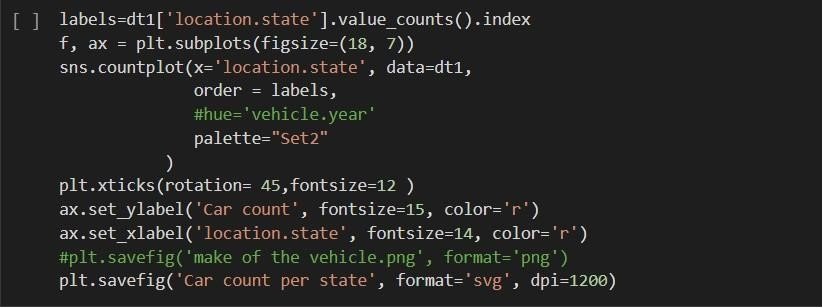 [ ] labels=dt1['location.state'].value_counts().index
f, ax = plt.subplots(figsize=(18, 7))
sns.countplot(x='location.state', data=dt1,
order = labels,
#hue='vehicle.year'
palette="Set2"
)
plt.xticks(rotation= 45,fontsize=12 )
ax.set_ylabel('Car count', fontsize=15, color='r')
ax.set_xlabel('location.state', fontsize=14, color='r')
#plt.savefig('make of the vehicle.png', format='png')
plt.savefig('Car count per state', format='svg', dpi=1200)